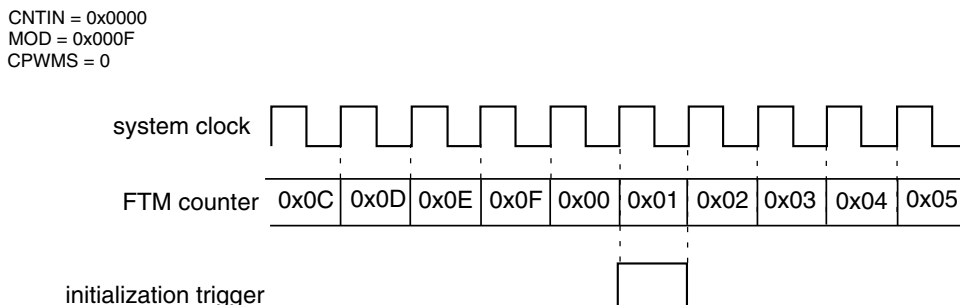 CNTIN = 0x0000
MOD = 0x000F
CPWMS = 0
system clock
FTM counter 0x0C 0x0D 0x0E 0x0F 0x00 0x01 0x02 0x03 0x04 0x05
initialization trigger